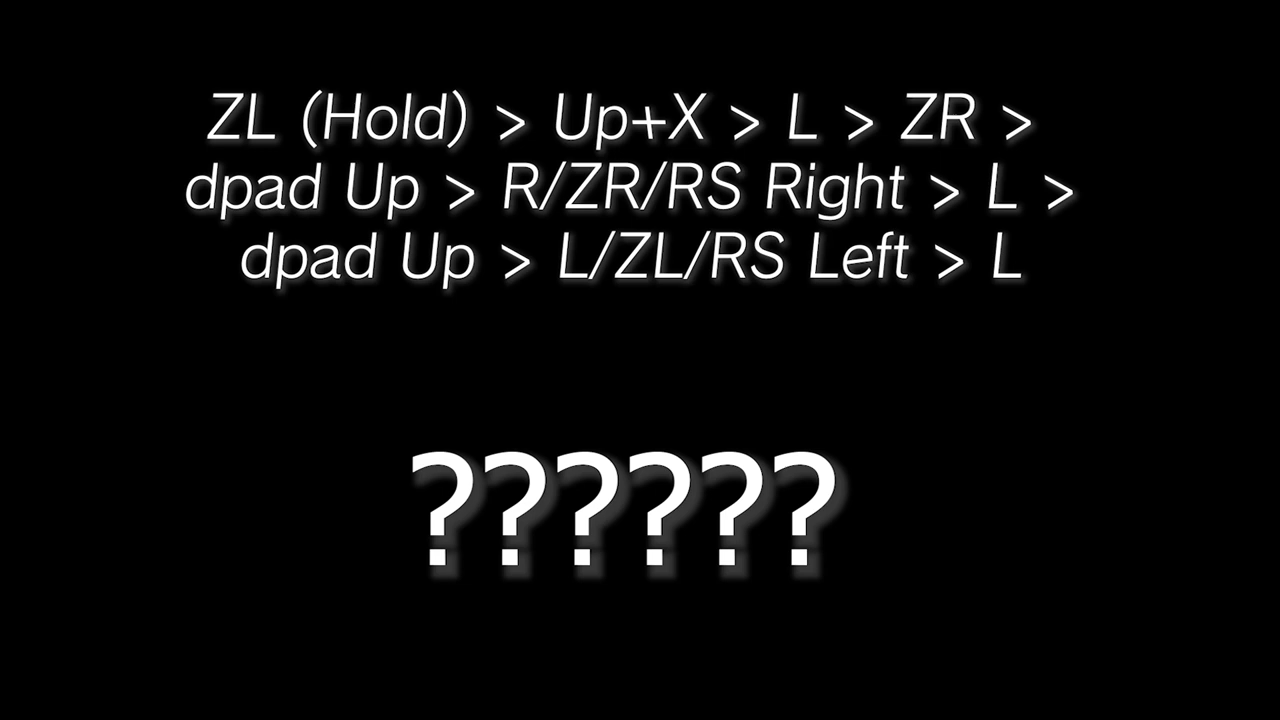 ZL (Hold) > Up+X > L > ZR >
dpad Up > R/ZR/RS Right > L >
dpad Up > L/ZL/RS Left > L
??????